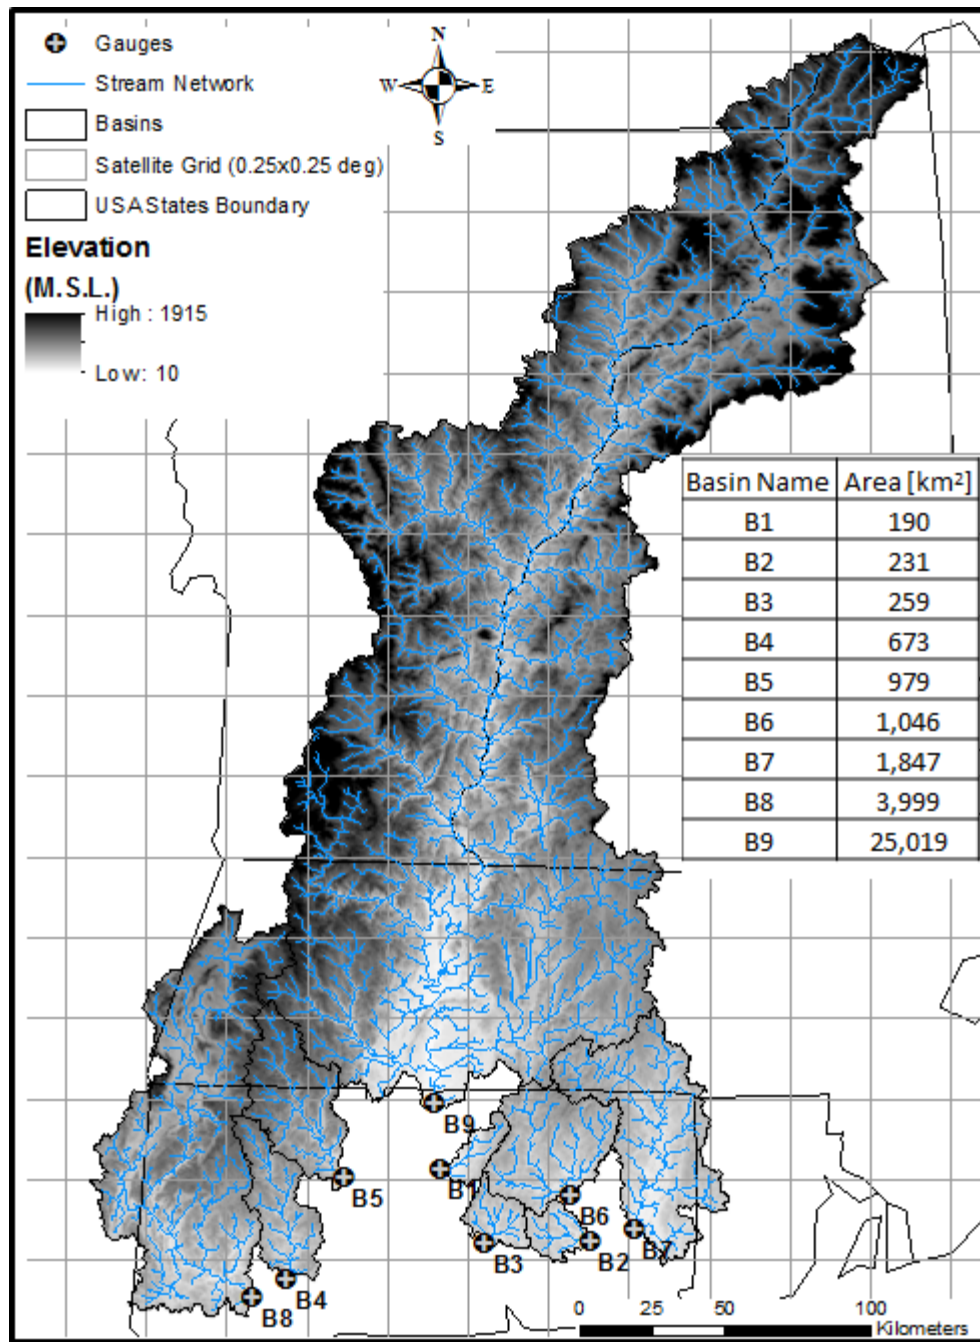 N
W E
S
Gauges
Stream Network
Basins
Satellite Grid (0.25x0.25 deg)
USA States Boundary
Elevation
(M.S.L.)
High : 1915
Low: 10
Basin Name Area [km²]
B1 190
B2 231
B3 259
B4 673
B5 979
B6 1,046
B7 1,847
B8 3,999
B9 25,019
B9
B1
B5
B6
B7
B3
B2
B4
B8
0 25 50 100
Kilometers